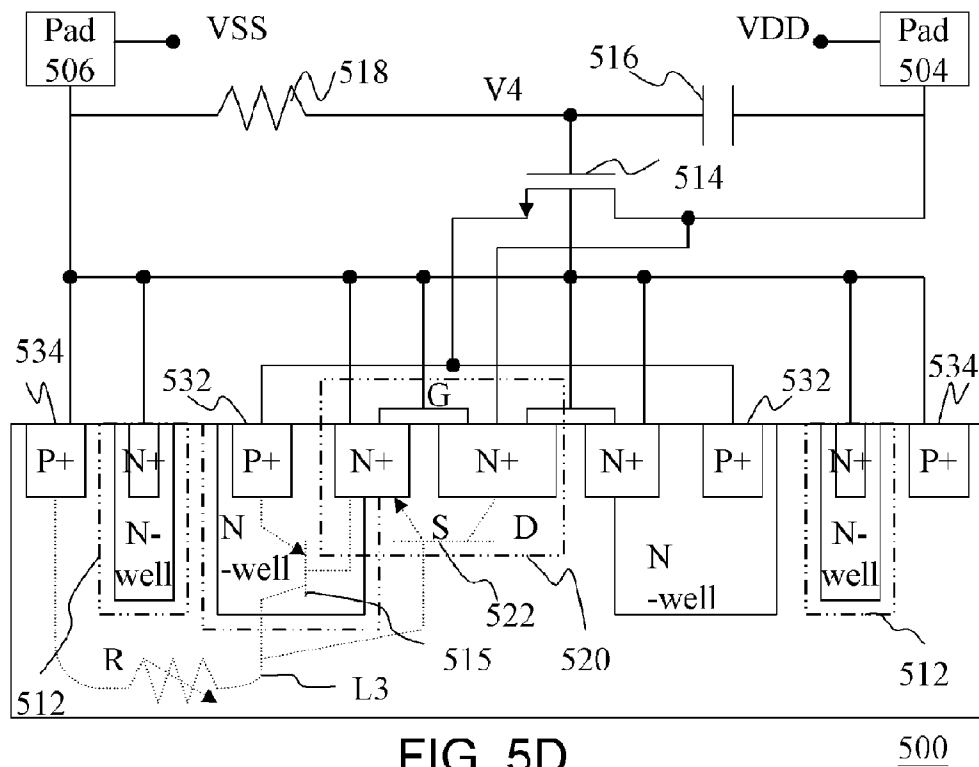 Pad
506
VSS
VDD
Pad
504
518
V4
516
514
534
532
G
532
534
P+
N+
P+
N+
N+
N+
P+
N+
P+
N-
well
N
-well
S
D
N
-well
N-
well
522
R
512
515
520
512
L3
FIG. 5D
500